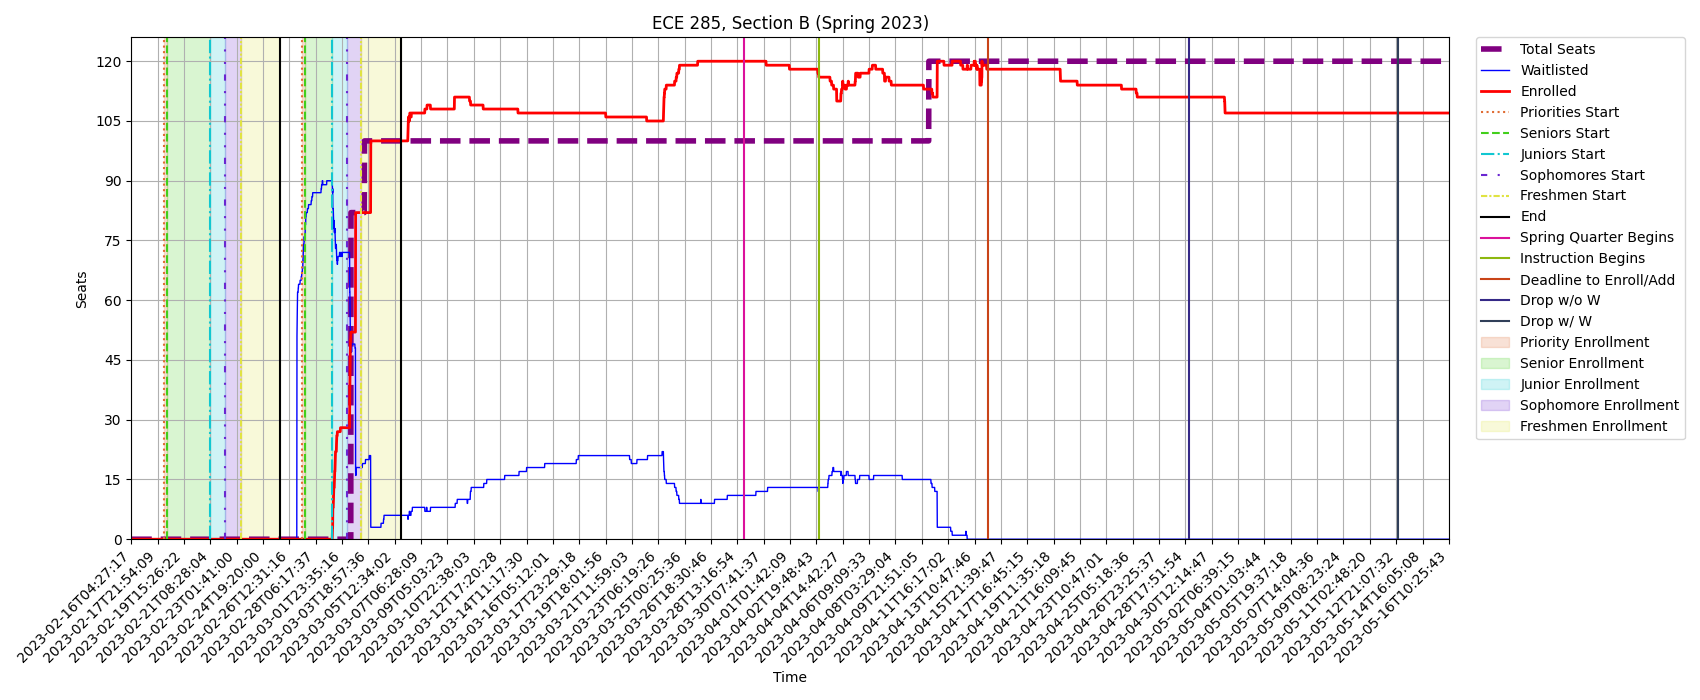 ECE 285, Section B (Spring 2023)
Seats
120
105
90
75
60
45
30
15
0
2023-02-16T04:27:17
2023-02-17T21:54:09
2023-02-19T15:26:22
2023-02-21T08:28:04
2023-02-23T01:41:00
2023-02-24T19:20:00
2023-02-26T12:31:16
2023-02-28T06:17:37
2023-03-01T23:35:16
2023-03-03T18:57:36
2023-03-05T12:34:02
2023-03-07T06:28:09
2023-03-09T05:03:23
2023-03-10T22:38:03
2023-03-12T17:20:28
2023-03-14T11:17:30
2023-03-16T05:12:01
2023-03-17T23:29:18
2023-03-19T18:01:56
2023-03-21T11:59:03
2023-03-23T06:19:26
2023-03-25T00:25:36
2023-03-26T18:30:46
2023-03-28T13:16:54
2023-03-30T07:41:37
2023-04-01T01:42:09
2023-04-02T19:48:43
2023-04-04T14:42:27
2023-04-06T09:09:33
2023-04-08T03:29:04
2023-04-09T21:51:05
2023-04-11T16:17:02
2023-04-13T10:47:46
2023-04-15T21:39:47
2023-04-17T16:45:15
2023-04-19T11:35:18
2023-04-21T16:09:45
2023-04-23T10:47:01
2023-04-25T05:18:36
2023-04-26T23:25:37
2023-04-28T17:51:54
2023-04-30T12:14:47
2023-05-02T06:39:15
2023-05-04T01:03:44
2023-05-05T19:37:18
2023-05-07T14:04:36
2023-05-09T08:23:24
2023-05-11T02:48:20
2023-05-12T21:07:32
2023-05-14T16:05:08
2023-05-16T10:25:43
Time
Total Seats
Waitlisted
Enrolled
Priorities Start
Seniors Start
Juniors Start
Sophomores Start
Freshmen Start
End
Spring Quarter Begins
Instruction Begins
Deadline to Enroll/Add
Drop w/o W
Drop w/ W
Priority Enrollment
Senior Enrollment
Junior Enrollment
Sophomore Enrollment
Freshmen Enrollment